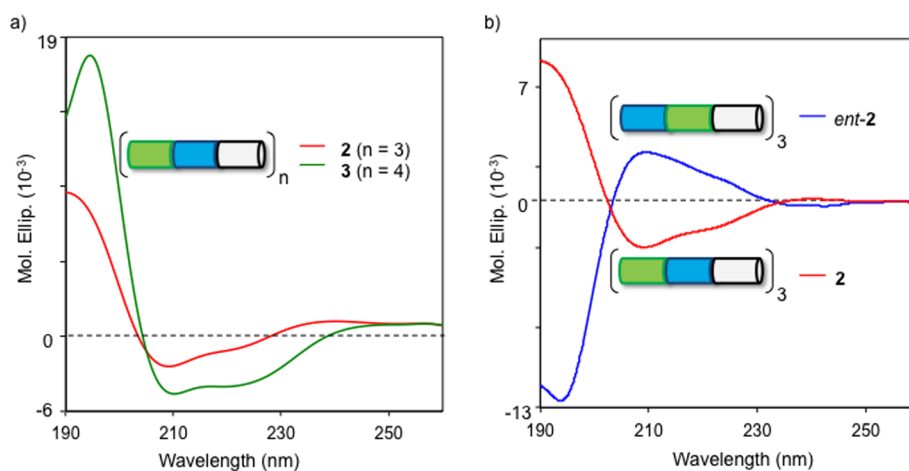 a)
19
0
-6
Mol. Ellip. (10-3)
190
210
230
250
Wavelength (nm)
n
2 (n = 3)
3 (n = 4)
b)
7
0
-13
Mol. Ellip. (10-3)
190
210
230
250
Wavelength (nm)
3
ent-2
3
2